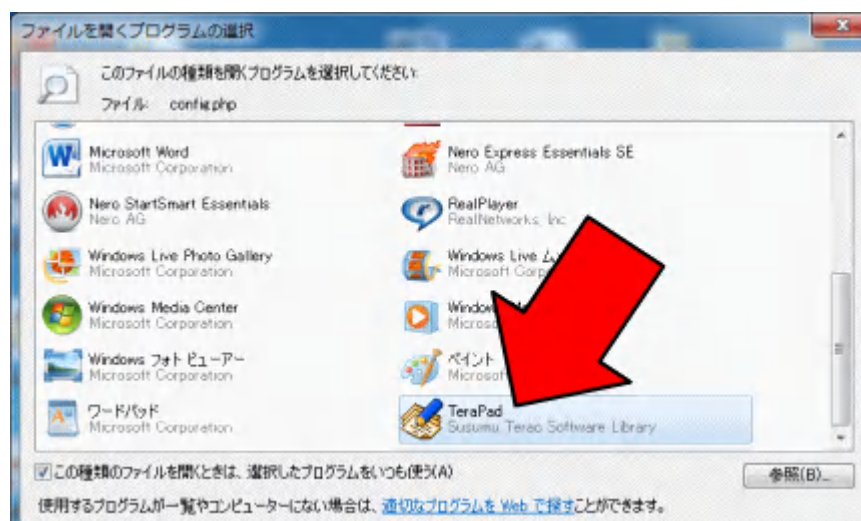 ファイルを開くプログラムの選択
このファイルの種類を開くプログラムを選択してください:
ファイル: config.php
Microsoft Word
Microsoft Corporation
Nero Express Essentials SE
Nero AG
Nero StartSmart Essentials
Nero AG
RealPlayer
RealNetworks, Inc.
Windows Live Photo Gallery
Microsoft Corporation
Windows Live
Microsoft
Windows Media Center
Microsoft Corporation
Windows フォト ビューアー
Microsoft Corporation
ペイント
ワードパッド
Microsoft Corporation
TeraPad
Susumu Terao Software Library
この種類のファイルを開くときは、選択したプログラムをいつも使う(A)
参照(B)...
使用するプログラムが一覧やコンピューターにない場合は、適切なプログラムを Web で探すことができます。